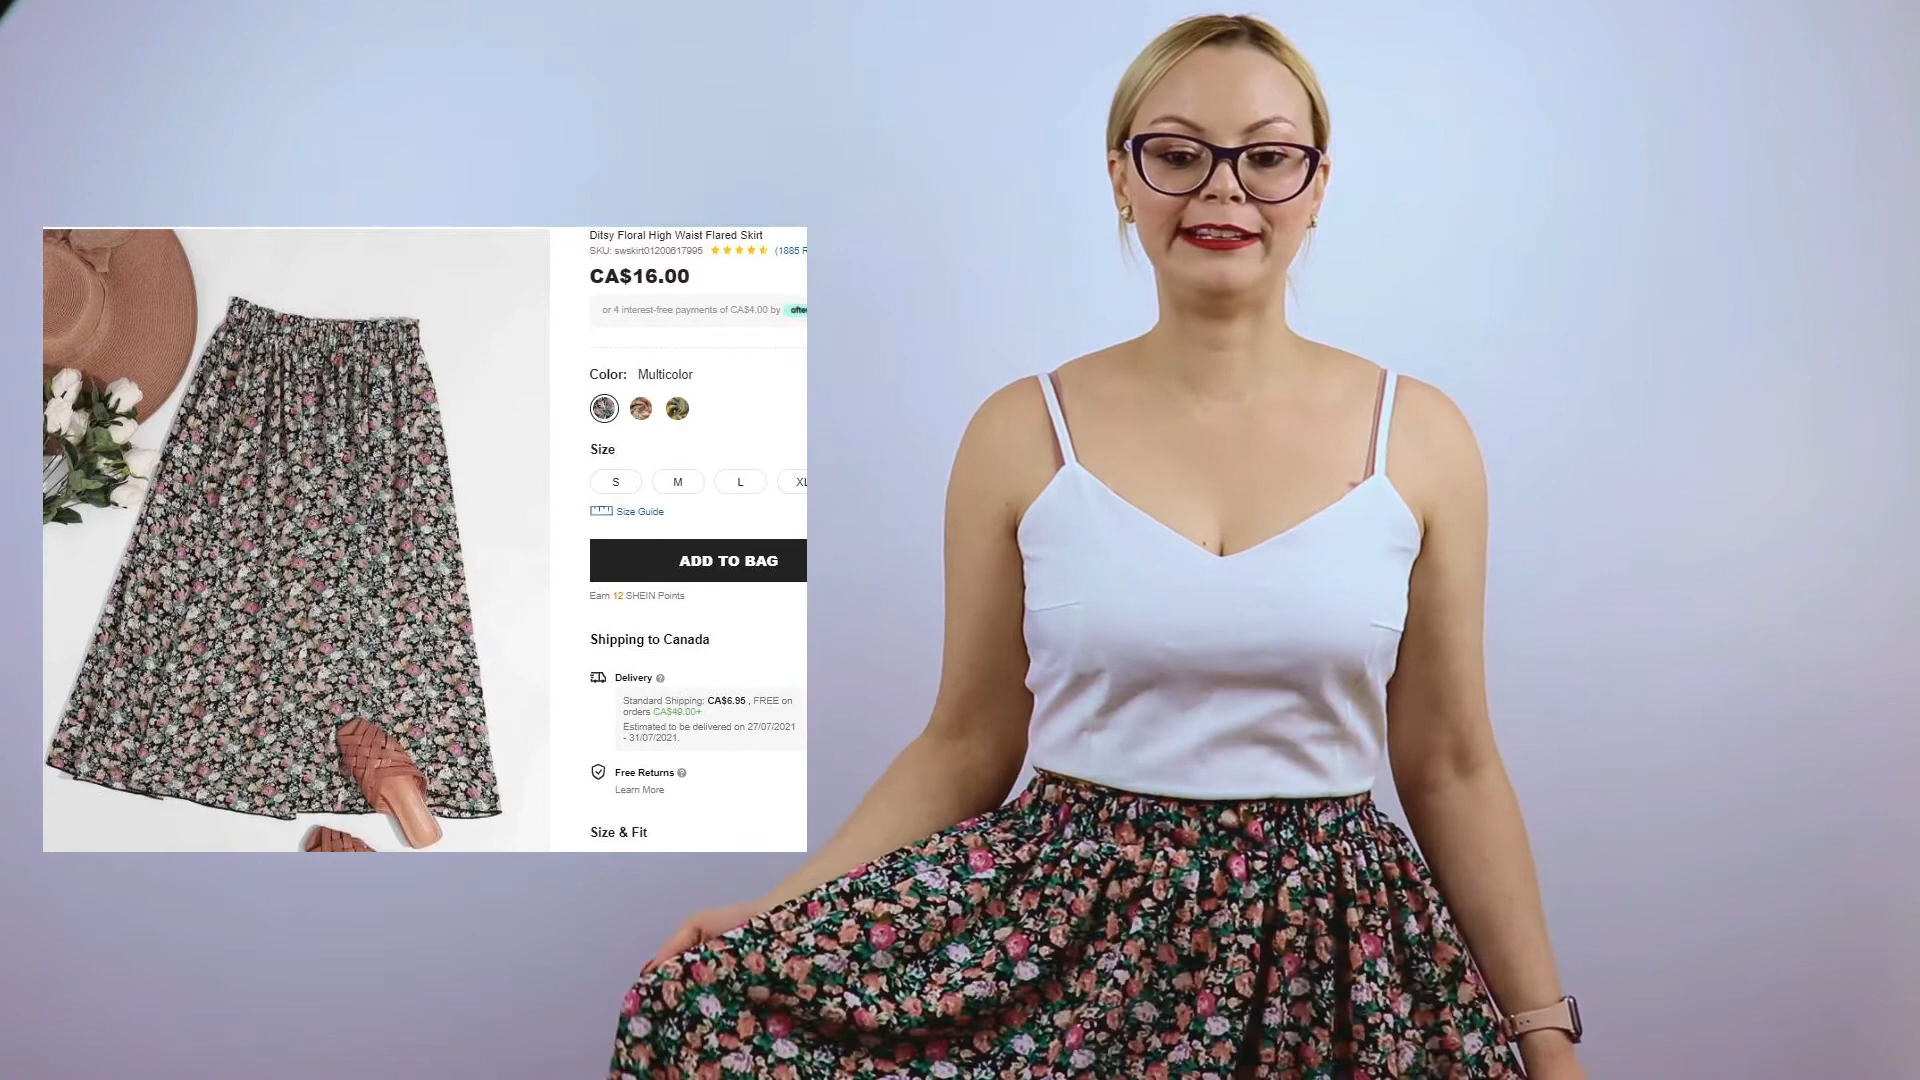 Ditsy Floral High Waist Flared Skirt
SKU: swskirt01200617995 (1885 R
CA$16.00
or 4 interest-free payments of CA$4.00 by
Color: Multicolor
Size
S M L XL
Size Guide
ADD TO BAG
Earn 12 SHEIN Points
Shipping to Canada
Delivery ?
Standard Shipping: CA$6.95 , FREE on
orders CA$49.00+
Estimated to be delivered on 27/07/2021
- 31/07/2021.
Free Returns ?
Learn More
Size & Fit